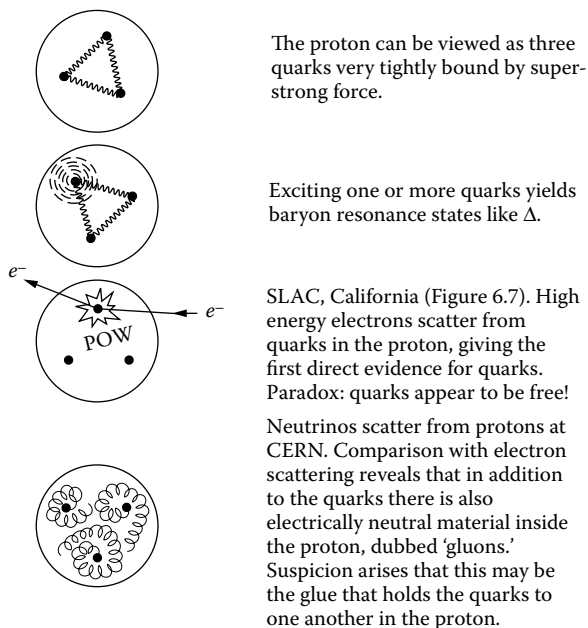 The proton can be viewed as three
quarks very tightly bound by super-
strong force.
Exciting one or more quarks yields
baryon resonance states like Δ.
e⁻
e⁻
POW
SLAC, California (Figure 6.7). High
energy electrons scatter from
quarks in the proton, giving the
first direct evidence for quarks.
Paradox: quarks appear to be free!
Neutrinos scatter from protons at
CERN. Comparison with electron
scattering reveals that in addition
to the quarks there is also
electrically neutral material inside
the proton, dubbed ‘gluons.’
Suspicion arises that this may be
the glue that holds the quarks to
one another in the proton.